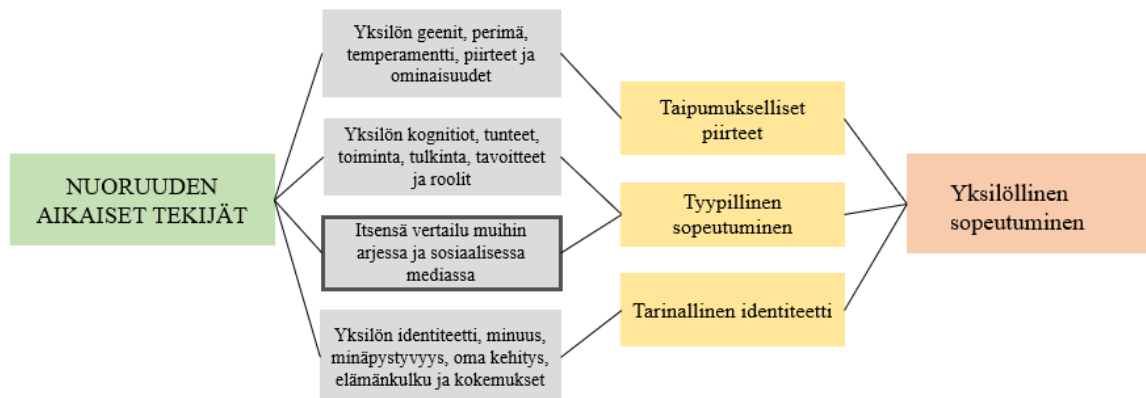 NUORUUDEN
AIKAISET TEKIJÄT
Yksilön geenit, perimä,
temperamentti, piirteet ja
ominaisuudet
Yksilön kognitiot, tunteet,
toiminta, tulkinta, tavoitteet
ja roolit
Itsensä vertailu muihin
arjessa ja sosiaalisessa
mediassa
Yksilön identiteetti, minuus,
minäpystyvyys, oma kehitys,
elämänkulku ja kokemukset
Taipumukselliset
piirteet
Tyypillinen
sopeutuminen
Tarinallinen identiteetti
Yksilöllinen
sopeutuminen